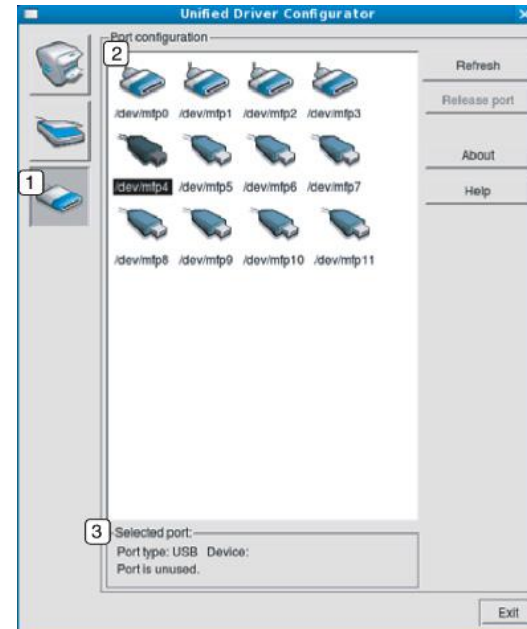 Unified Driver Configurator
Port configuration
2
Refresh
/dev/mfp0 /dev/mfp1 /dev/mfp2 /dev/mfp3
Release port
About
1
/dev/mfp4 /dev/mfp5 /dev/mfp6 /dev/mfp7
Help
/dev/mfp8 /dev/mfp9 /dev/mfp10 /dev/mfp11
3
Selected port:
Port type: USB Device:
Port is unused.
Exit